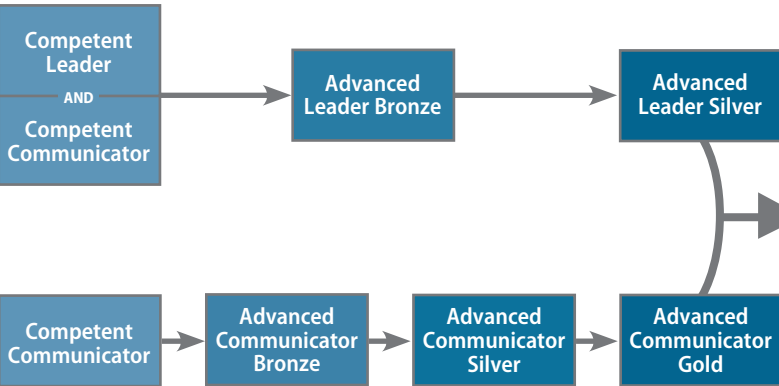 Competent
Leader
AND
Competent
Communicator
Advanced
Leader Bronze
Advanced
Leader Silver
Competent
Communicator
Advanced
Communicator
Bronze
Advanced
Communicator
Silver
Advanced
Communicator
Gold